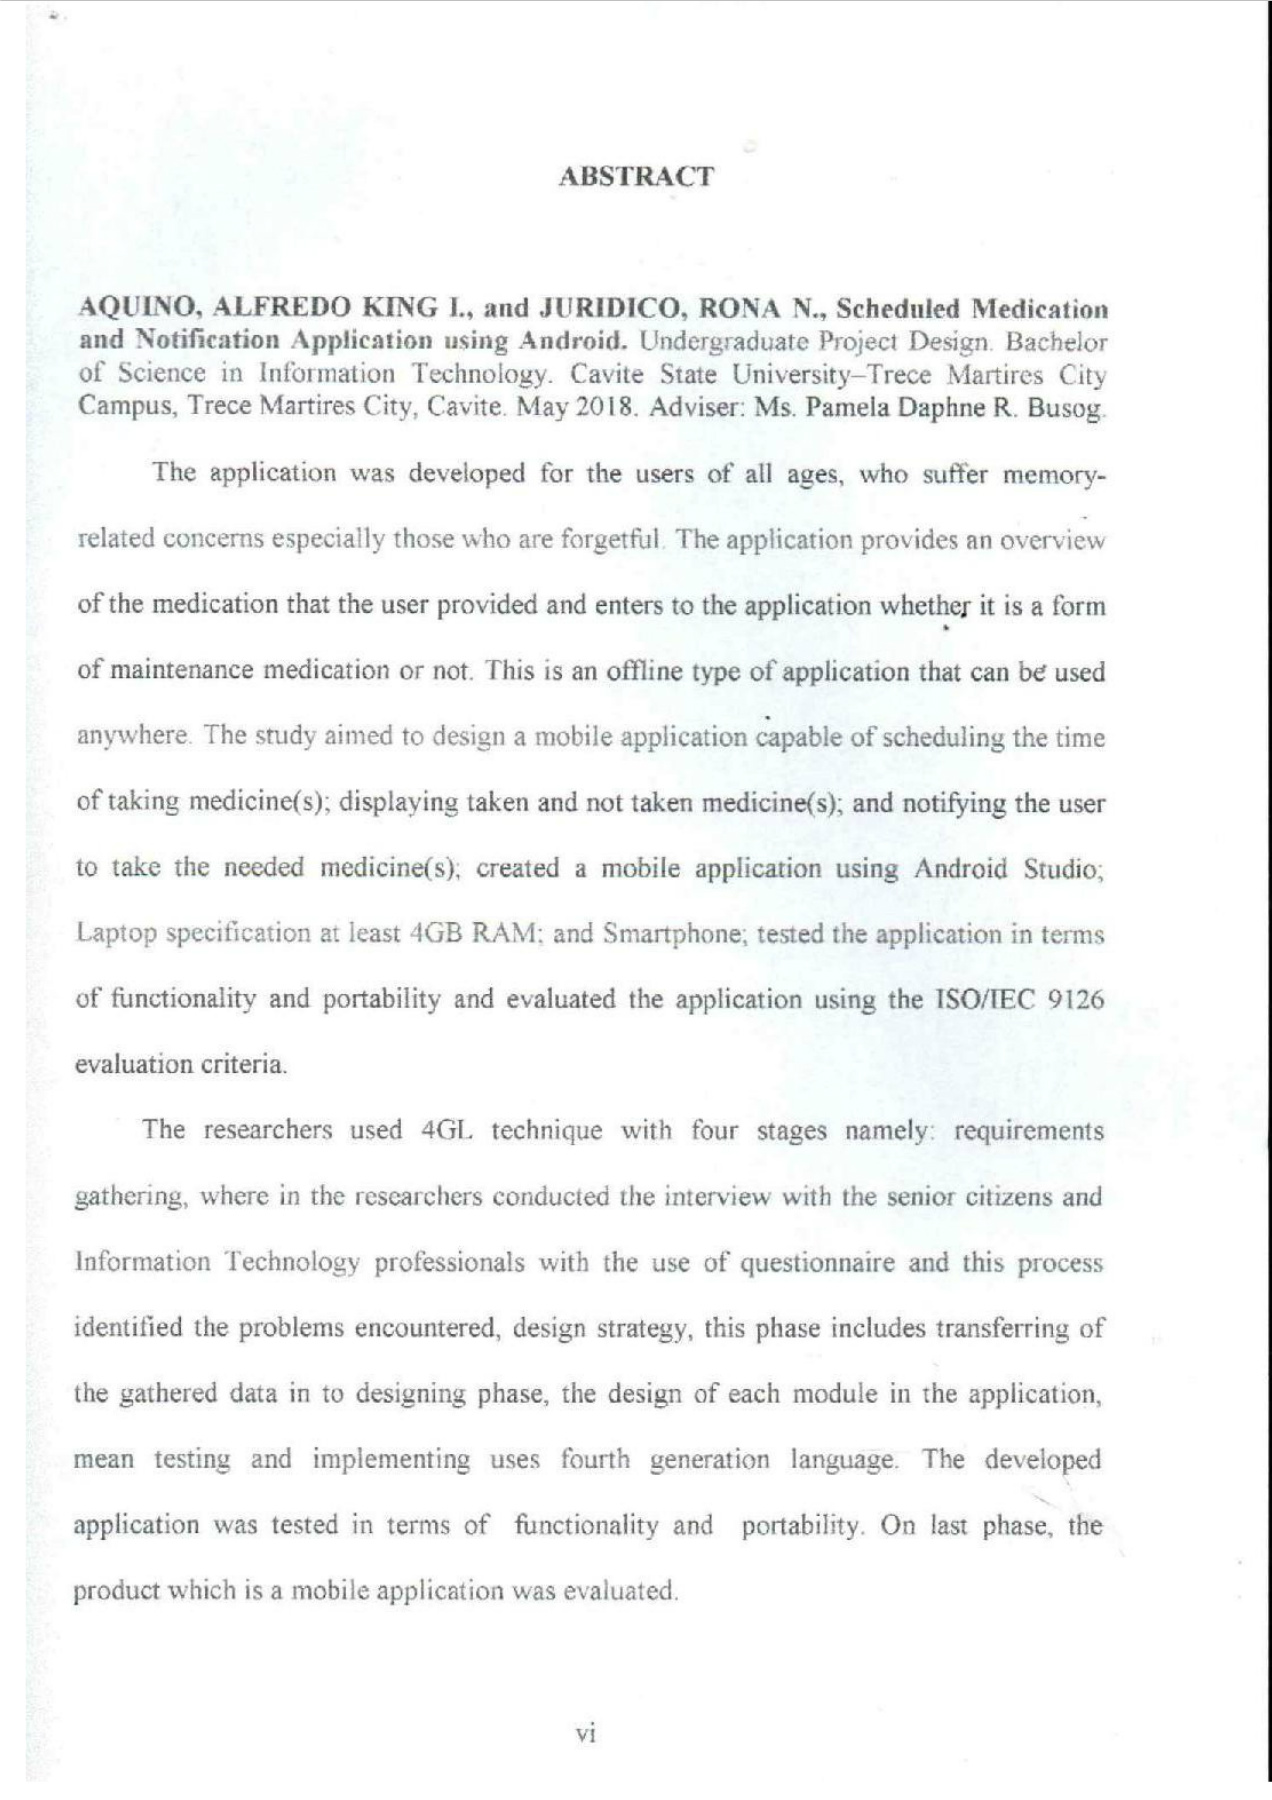 ABSTRACT
AQUINO, ALFREDO KING I., and JURIDICO, RONA N., Scheduled Medication
and Notification Application using Android. Undergraduate Project Design. Bachelor
of Science in Information Technology. Cavite State University–Trece Martires City
Campus, Trece Martires City, Cavite. May 2018. Adviser: Ms. Pamela Daphne R. Busog.
The application was developed for the users of all ages, who suffer memory-
related concerns especially those who are forgetful. The application provides an overview
of the medication that the user provided and enters to the application whether it is a form
of maintenance medication or not. This is an offline type of application that can be used
anywhere. The study aimed to design a mobile application capable of scheduling the time
of taking medicine(s); displaying taken and not taken medicine(s); and notifying the user
to take the needed medicine(s); created a mobile application using Android Studio;
Laptop specification at least 4GB RAM; and Smartphone; tested the application in terms
of functionality and portability and evaluated the application using the ISO/IEC 9126
evaluation criteria.
The researchers used 4GL technique with four stages namely: requirements
gathering, where in the researchers conducted the interview with the senior citizens and
Information Technology professionals with the use of questionnaire and this process
identified the problems encountered, design strategy, this phase includes transferring of
the gathered data in to designing phase, the design of each module in the application,
mean testing and implementing uses fourth generation language. The developed
application was tested in terms of functionality and portability. On last phase, the
product which is a mobile application was evaluated.
vi